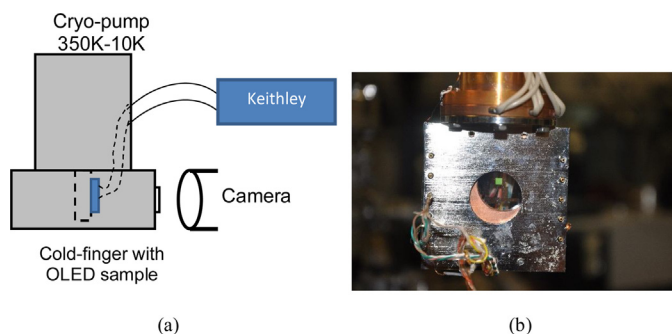 Cryo-pump
350K-10K
Keithley
Camera
Cold-finger with
OLED sample
(a)
(b)